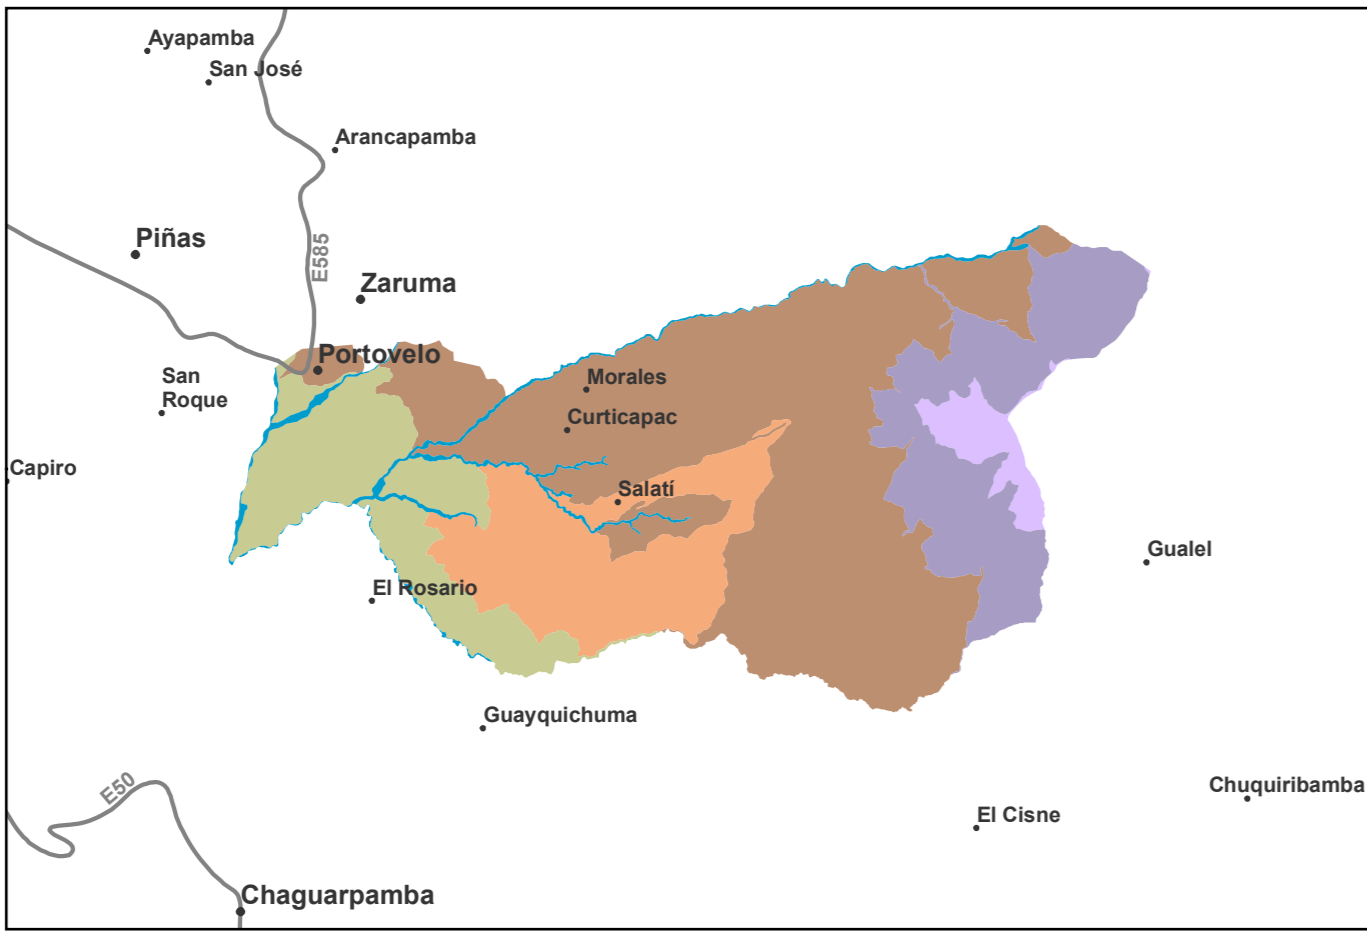 Ayapamba
San José
Arancapamba
Piñas
E585
Zaruma
Portovelo
San
Roque
Morales
Curticapac
Capiro
Salatí
Gualel
El Rosario
Guayquichuma
E50
Chuquiribamba
El Cisne
Chaguarpamba